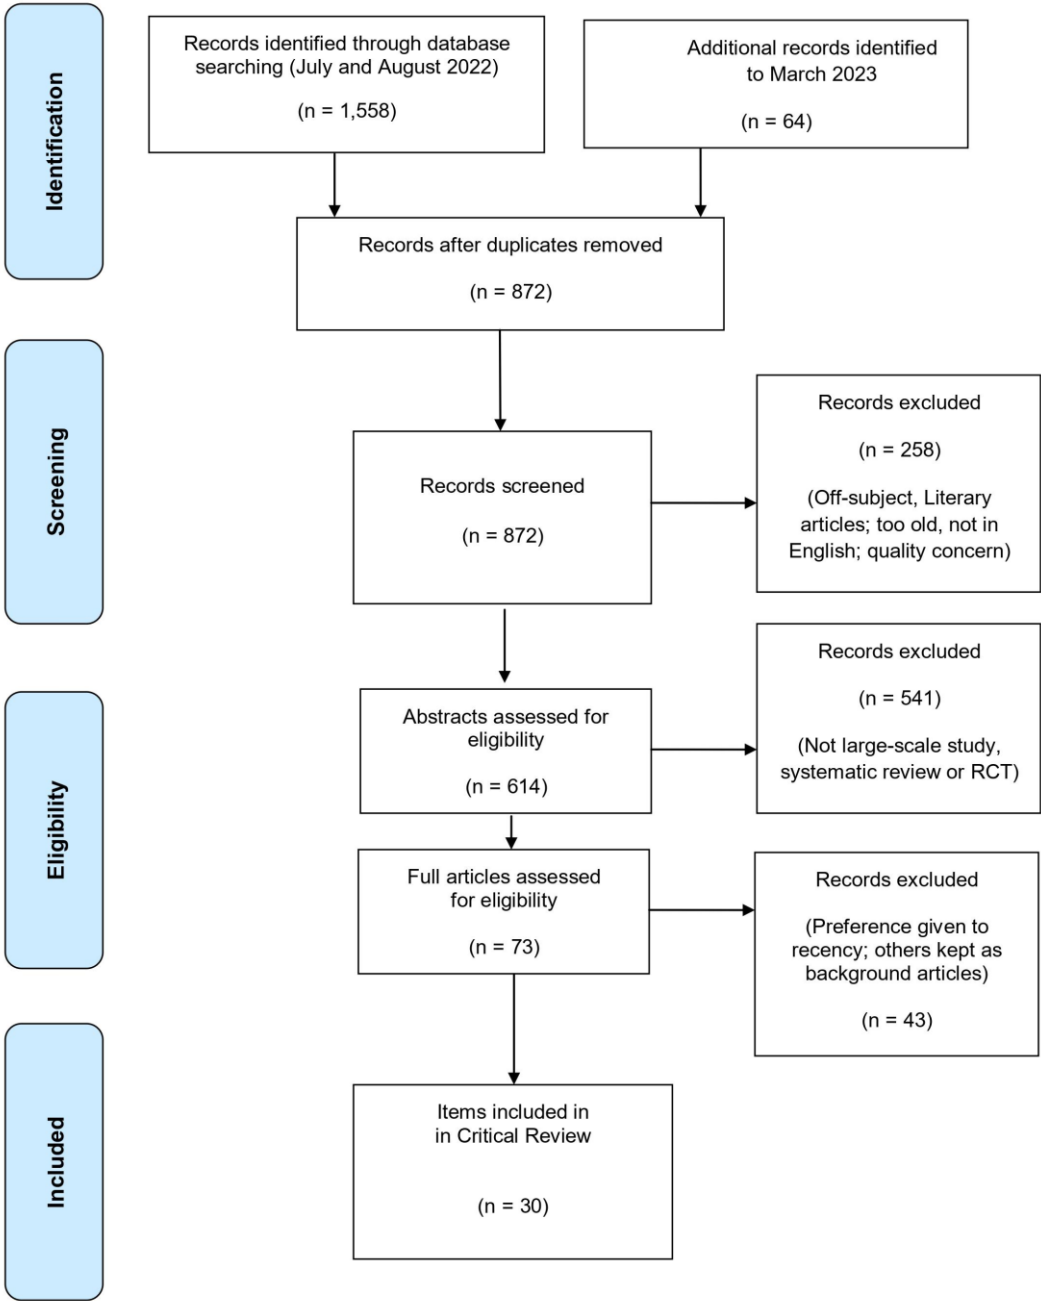 Identification
Records identified through database
searching (July and August 2022)
(n = 1,558)
Additional records identified
to March 2023
(n = 64)
Records after duplicates removed
(n = 872)
Screening
Records screened
(n = 872)
Records excluded
(n = 258)
(Off-subject, Literary
articles; too old, not in
English; quality concern)
Eligibility
Abstracts assessed for
eligibility
(n = 614)
Records excluded
(n = 541)
(Not large-scale study,
systematic review or RCT)
Full articles assessed
for eligibility
(n = 73)
Records excluded
(Preference given to
recency; others kept as
background articles)
(n = 43)
Included
Items included in
in Critical Review
(n = 30)